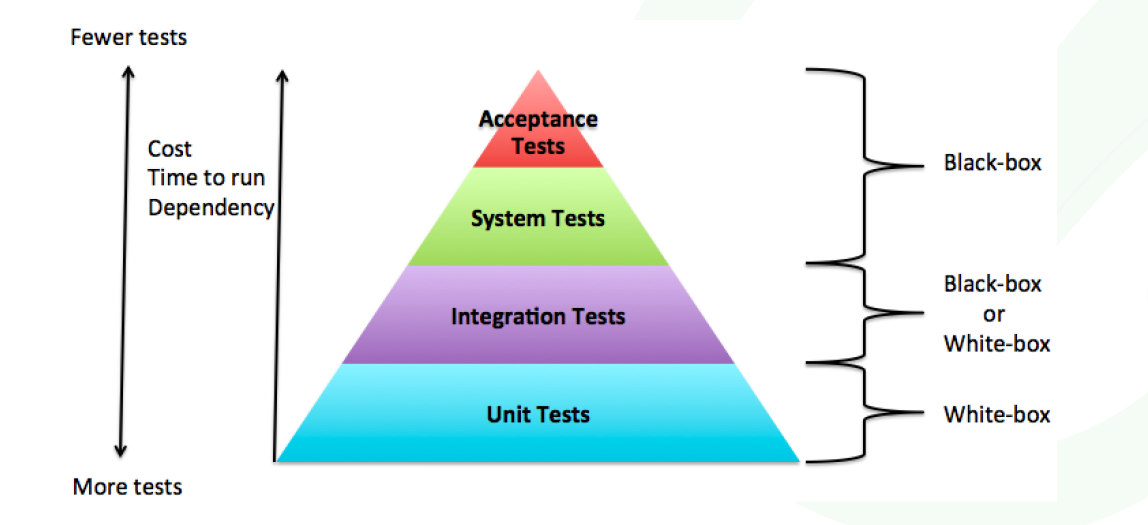 Fewer tests
Cost
Time to run
Dependency
More tests
Acceptance
Tests
System Tests
Integration Tests
Unit Tests
Black-box
Black-box
or
White-box
White-box